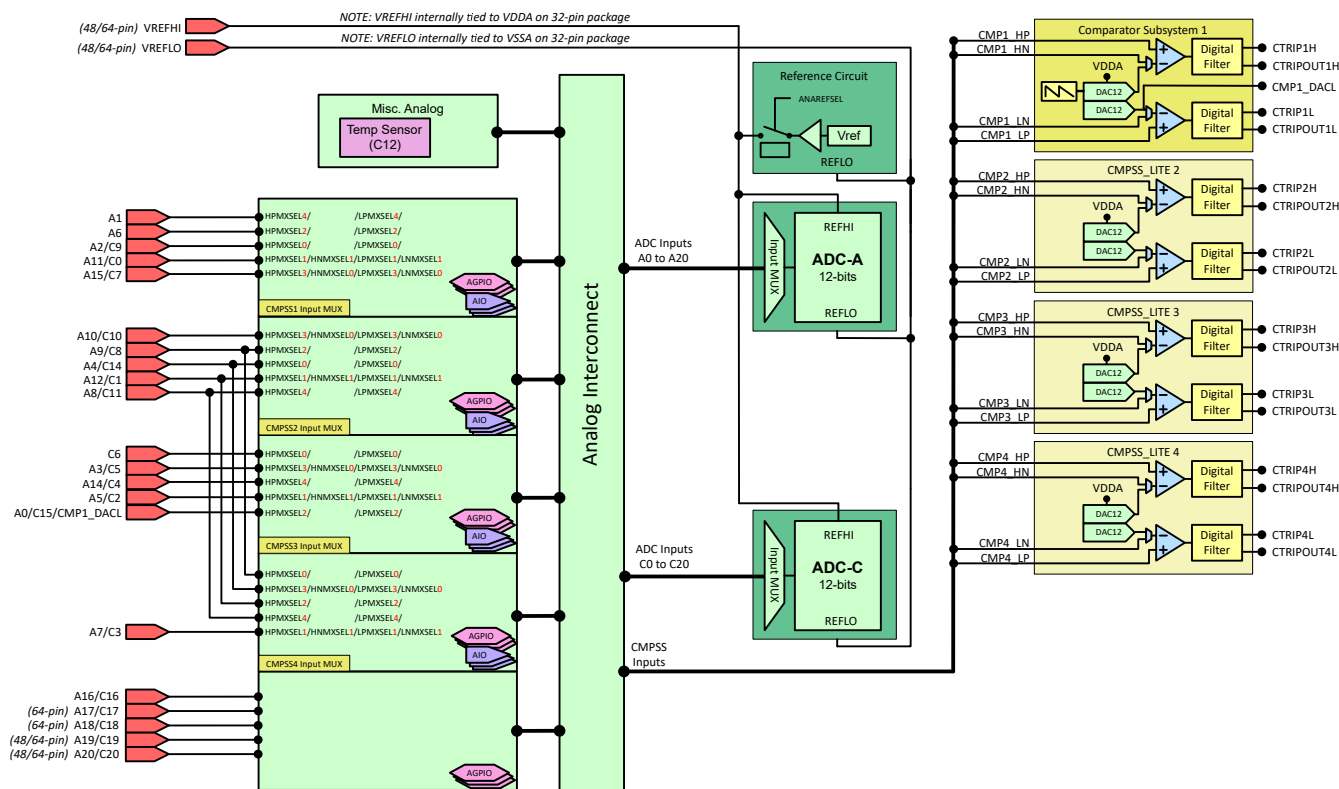 (48/64-pin) VREFHI
NOTE: VREFHI internally tied to VDDA on 32-pin package
(48/64-pin) VREFLO
NOTE: VREFLO internally tied to VSSA on 32-pin package
Misc. Analog
Temp Sensor
(C12)
A1
A6
A2/C9
A11/C0
A15/C7
HPMXSEL4/ /LPMXSEL4/
HPMXSEL2/ /LPMXSEL2/
HPMXSEL0/ /LPMXSEL0/
HPMXSEL1/HNMXSEL1/LPMXSEL1/LNMXSEL1
HPMXSEL3/HNMXSEL0/LPMXSEL3/LNMXSEL0
AGPIO
AIO
CMPSS1 Input MUX
A10/C10
A9/C8
A4/C14
A12/C1
A8/C11
HPMXSEL3/HNMXSEL0/LPMXSEL3/LNMXSEL0
HPMXSEL2/ /LPMXSEL2/
HPMXSEL0/ /LPMXSEL0/
HPMXSEL1/HNMXSEL1/LPMXSEL1/LNMXSEL1
HPMXSEL4/ /LPMXSEL4/
AGPIO
AIO
CMPSS2 Input MUX
C6
A3/C5
A14/C4
A5/C2
A0/C15/CMP1_DACL
HPMXSEL0/ /LPMXSEL0/
HPMXSEL3/HNMXSEL0/LPMXSEL3/LNMXSEL0
HPMXSEL4/ /LPMXSEL4/
HPMXSEL1/HNMXSEL1/LPMXSEL1/LNMXSEL1
HPMXSEL2/ /LPMXSEL2/
AGPIO
AIO
CMPSS3 Input MUX
HPMXSEL0/ /LPMXSEL0/
HPMXSEL3/HNMXSEL0/LPMXSEL3/LNMXSEL0
HPMXSEL2/ /LPMXSEL2/
HPMXSEL4/ /LPMXSEL4/
A7/C3
HPMXSEL1/HNMXSEL1/LPMXSEL1/LNMXSEL1
AGPIO
AIO
CMPSS4 Input MUX
A16/C16
(64-pin) A17/C17
(64-pin) A18/C18
(48/64-pin) A19/C19
(48/64-pin) A20/C20
AGPIO
Analog Interconnect
ADC Inputs
A0 to A20
ADC Inputs
C0 to C20
CMPSS
Inputs
Reference Circuit
ANAREFSEL
Vref
REFLO
Input MUX
REFHI
ADC-A
12-bits
REFLO
Input MUX
REFHI
ADC-C
12-bits
REFLO
Comparator Subsystem 1
CMP1_HP
CMP1_HN
VDDA
DAC12
DAC12
CMP1_LN
CMP1_LP
Digital
Filter
Digital
Filter
CTRIP1H
CTRIPOUT1H
CMP1_DACL
CTRIP1L
CTRIPOUT1L
CMPSS_LITE 2
CMP2_HP
CMP2_HN
VDDA
DAC12
DAC12
CMP2_LN
CMP2_LP
Digital
Filter
Digital
Filter
CTRIP2H
CTRIPOUT2H
CTRIP2L
CTRIPOUT2L
CMPSS_LITE 3
CMP3_HP
CMP3_HN
VDDA
DAC12
DAC12
CMP3_LN
CMP3_LP
Digital
Filter
Digital
Filter
CTRIP3H
CTRIPOUT3H
CTRIP3L
CTRIPOUT3L
CMPSS_LITE 4
CMP4_HP
CMP4_HN
VDDA
DAC12
DAC12
CMP4_LN
CMP4_LP
Digital
Filter
Digital
Filter
CTRIP4H
CTRIPOUT4H
CTRIP4L
CTRIPOUT4L